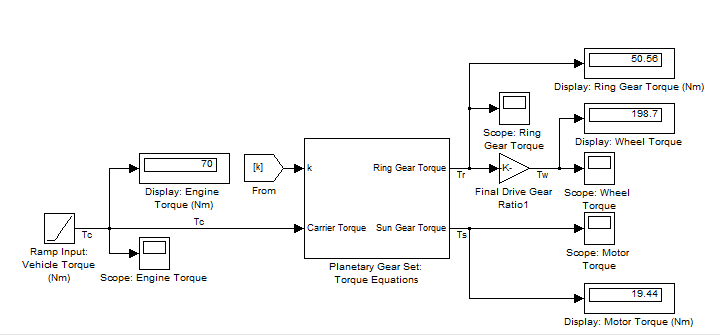 50.56
Display: Ring Gear Torque (Nm)
198.7
Display: Wheel Torque
Scope: Ring
Gear Torque
70
Display: Engine
Torque (Nm)
[k]
From
k
Ring Gear Torque
Tr
-K-
Tw
Final Drive Gear
Ratio1
Scope: Wheel
Torque
Tc
Tc
Carrier Torque
Sun Gear Torque
Ts
Ramp Input:
Vehicle Torque
(Nm)
Scope: Engine Torque
Planetary Gear Set:
Torque Equations
Scope: Motor
Torque
19.44
Display: Motor Torque (Nm)